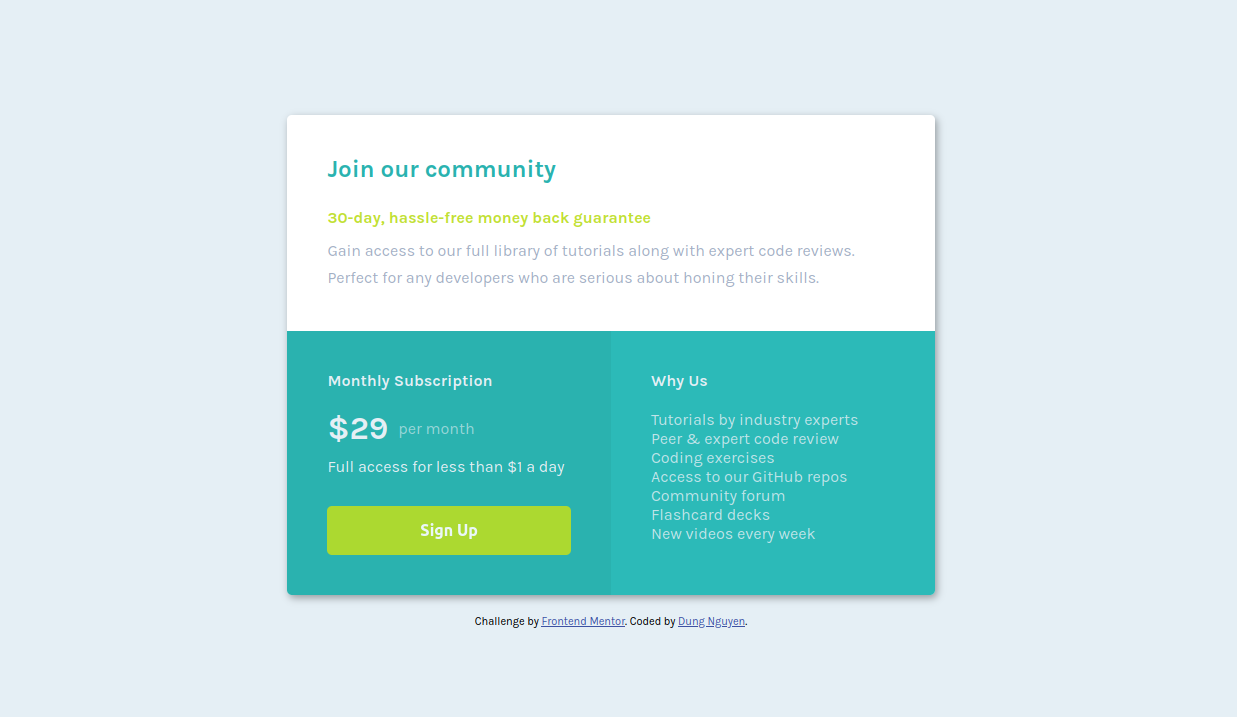 Join our community
30-day, hassle-free money back guarantee
Gain access to our full library of tutorials along with expert code reviews.
Perfect for any developers who are serious about honing their skills.
Monthly Subscription
$29 per month
Full access for less than $1 a day
Sign Up
Why Us
Tutorials by industry experts
Peer & expert code review
Coding exercises
Access to our GitHub repos
Community forum
Flashcard decks
New videos every week
Challenge by Frontend Mentor. Coded by Dung Nguyen.